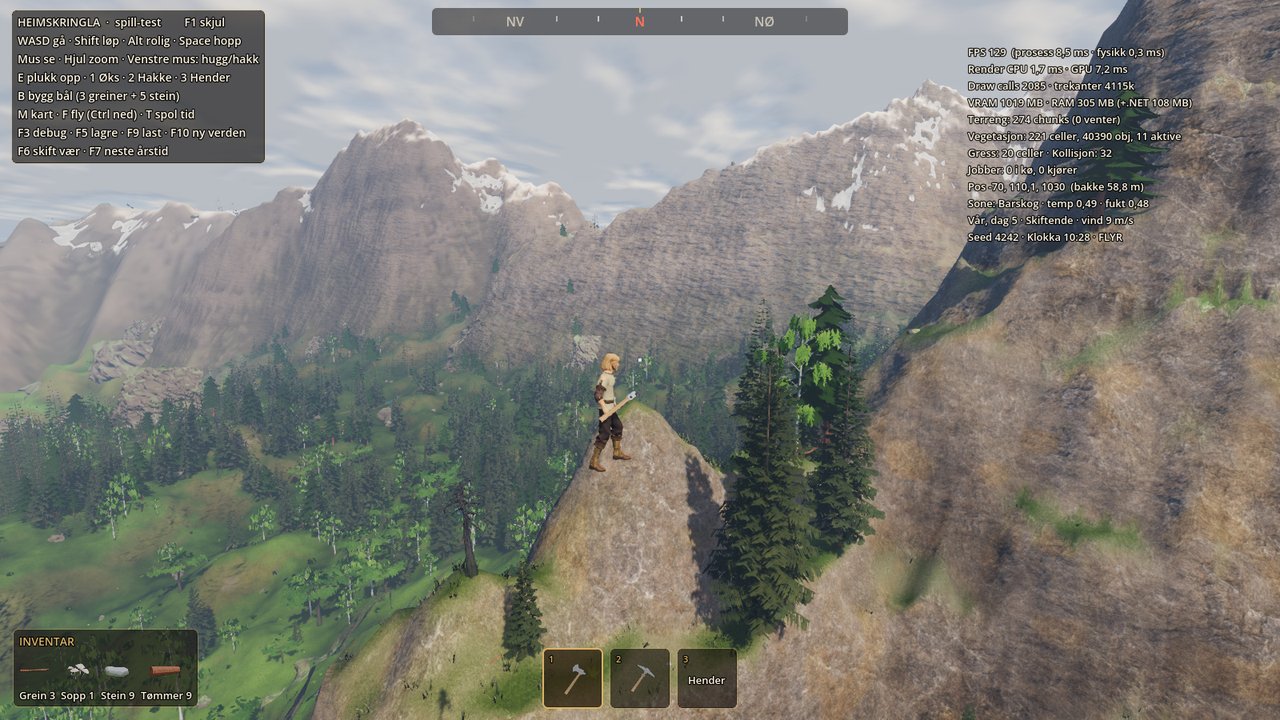 HEIMSKRINGLA · spill-test F1 skjul
WASD gå · Shift løp · Alt rolig · Space hopp
Mus se · Hjul zoom · Venstre mus: hugg/hakk
E plukk opp · 1 Øks · 2 Hakke · 3 Hender
B bygg bål (3 greiner + 5 stein)
M kart · F fly (Ctrl ned) · T spol tid
F3 debug · F5 lagre · F9 last · F10 ny verden
F6 skift vær · F7 neste årstid
NV N NØ
FPS 129 (prosess 8,5 ms · fysikk 0,3 ms)
Render CPU 1,7 ms · GPU 7,2 ms
Draw calls 2085 · trekanter 4115k
VRAM 1019 MB · RAM 305 MB (+.NET 108 MB)
Terreng: 274 chunks (0 venter)
Vegetasjon: 221 celler, 40390 obj, 11 aktive
Gress: 20 celler · Kollisjon: 32
Jobber: 0 i kø, 0 kjører
Pos -70, 110,1, 1030 (bakke 58,8 m)
Sone: Barskog · temp 0,49 · fukt 0,48
Vår, dag 5 · Skiftende · vind 9 m/s
Seed 4242 · Klokka 10:28 · FLYR
INVENTAR
Grein 3 Sopp 1 Stein 9 Tømmer 9
1 2 3
Hender